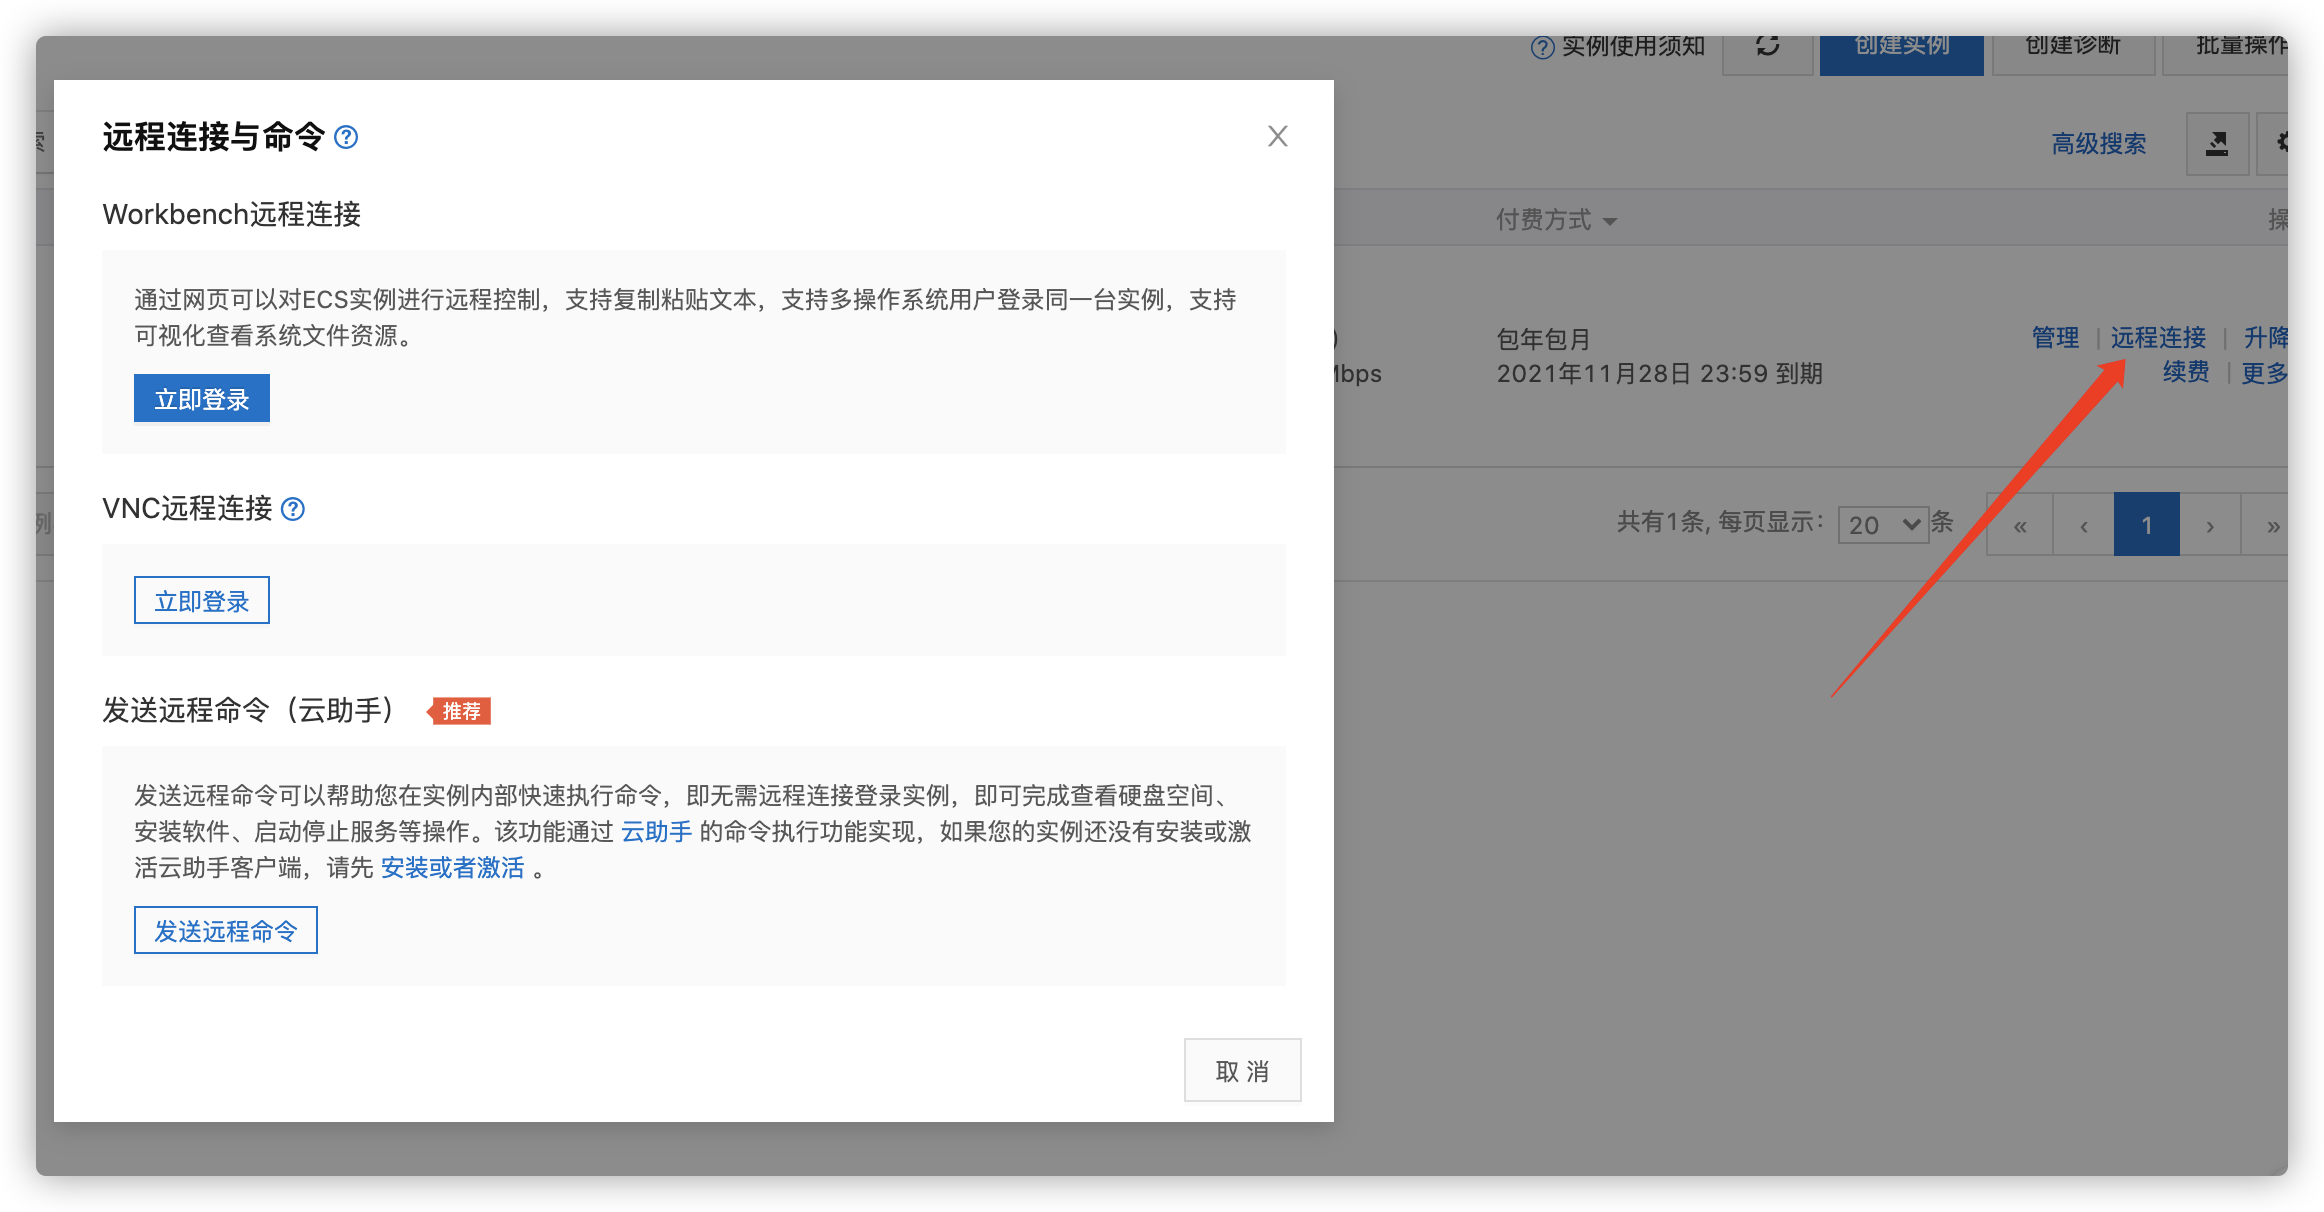 实例使用须知
创建实例
创建诊断
批量操作
远程连接与命令
高级搜索
Workbench远程连接
付费方式
操
通过网页可以对ECS实例进行远程控制，支持复制粘贴文本，支持多操作系统用户登录同一台实例，支持
可视化查看系统文件资源。
立即登录
)
包年包月
管理 | 远程连接 | 升降
Mbps
2021年11月28日 23:59 到期
续费 | 更多
VNC远程连接
例
共有1条, 每页显示： 20 条
« ‹ 1 › »
立即登录
发送远程命令（云助手） 推荐
发送远程命令可以帮助您在实例内部快速执行命令，即无需远程连接登录实例，即可完成查看硬盘空间、
安装软件、启动停止服务等操作。该功能通过 云助手 的命令执行功能实现，如果您的实例还没有安装或激
活云助手客户端，请先 安装或者激活 。
发送远程命令
取 消